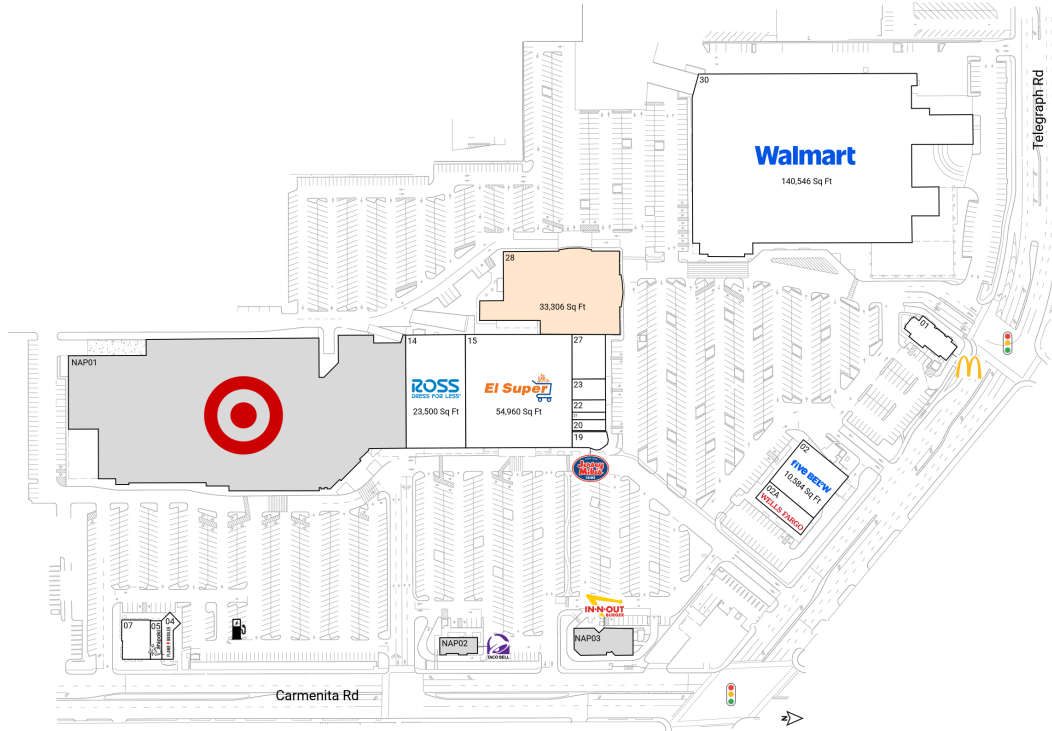 30
Walmart
140,546 Sq Ft
Telegraph Rd
28
33,306 Sq Ft
01
NAP01
14
ROSS
DRESS FOR LESS
23,500 Sq Ft
15
El Super
54,960 Sq Ft
27
23
22
20
19
Jersey
Mike's
SUBS
02
five BEL°W
10,584 Sq Ft
02A
WELLS FARGO
07
05
04
FLAME BROILER
NAP02
TACO BELL
IN-N-OUT
BURGER
NAP03
Carmenita Rd
N